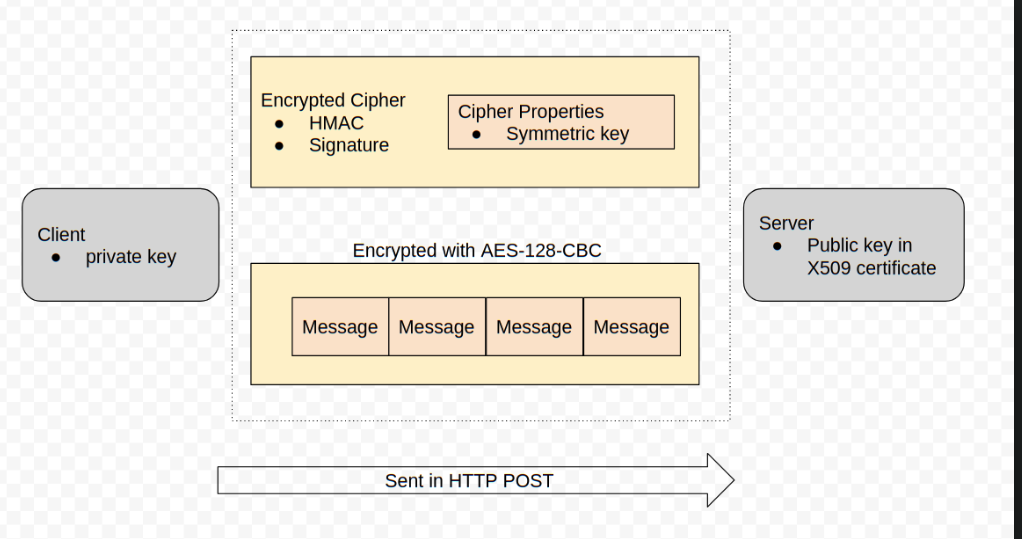 Encrypted Cipher
● HMAC
● Signature
Cipher Properties
● Symmetric key
Client
● private key
Server
● Public key in
X509 certificate
Encrypted with AES-128-CBC
Message Message Message Message
Sent in HTTP POST